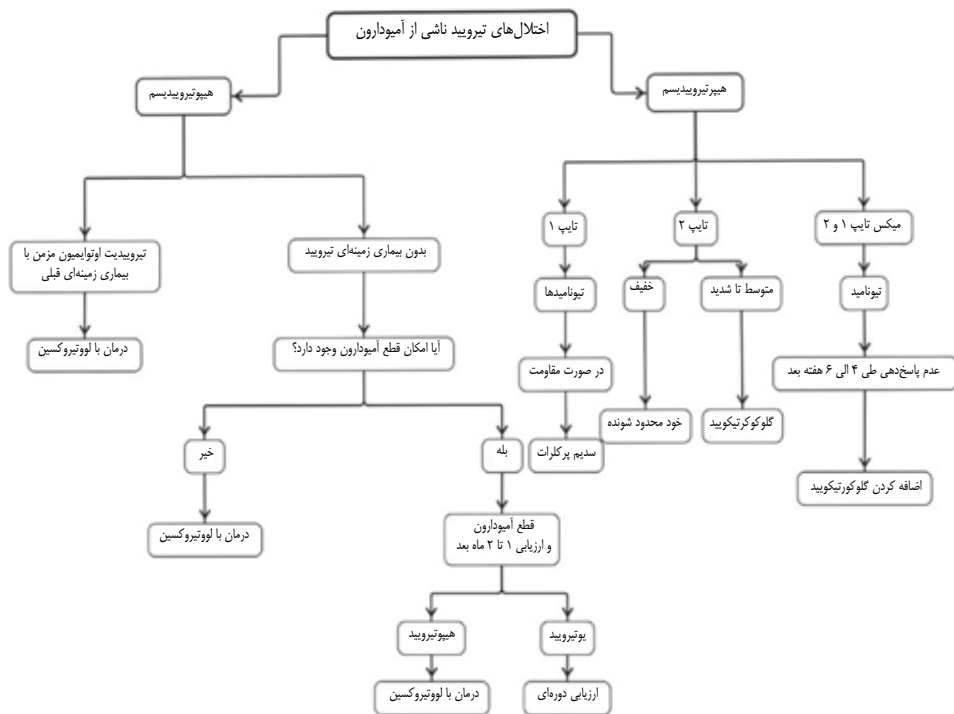 اختلال‌های تیرویید ناشی از آمیودارون
هیپرتیروییدیسم
هیپوتیروییدیسم
میکس تایپ ۱ و ۲
تایپ ۲
تایپ ۱
بدون بیماری زمینه‌ای تیرویید
تیروییدیت اوتوایمیون مزمن با
بیماری زمینه‌ای قبلی
تیونامید
متوسط تا شدید
خفیف
تیونامیدها
آیا امکان قطع آمیودارون وجود دارد؟
درمان با لووتیروکسین
عدم پاسخ‌دهی طی ۴ الی ۶ هفته بعد
در صورت مقاومت
گلوکوکرتیکویید
خود محدود شونده
سدیم پرکلرات
بله
خیر
اضافه کردن گلوکورتیکویید
قطع آمیودارون
و ارزیابی ۱ تا ۲ ماه بعد
درمان با لووتیروکسین
یوتیرویید
هیپوتیرویید
ارزیابی دوره‌ای
درمان با لووتیروکسین